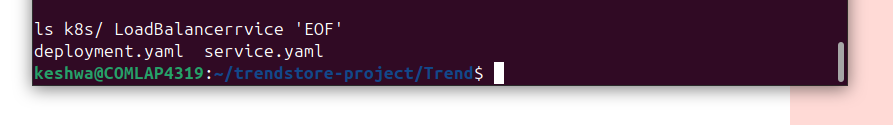 ls k8s/ LoadBalancerrvice 'EOF'
deployment.yaml  service.yaml
keshwa@COMLAP4319:~/trendstore-project/Trend$